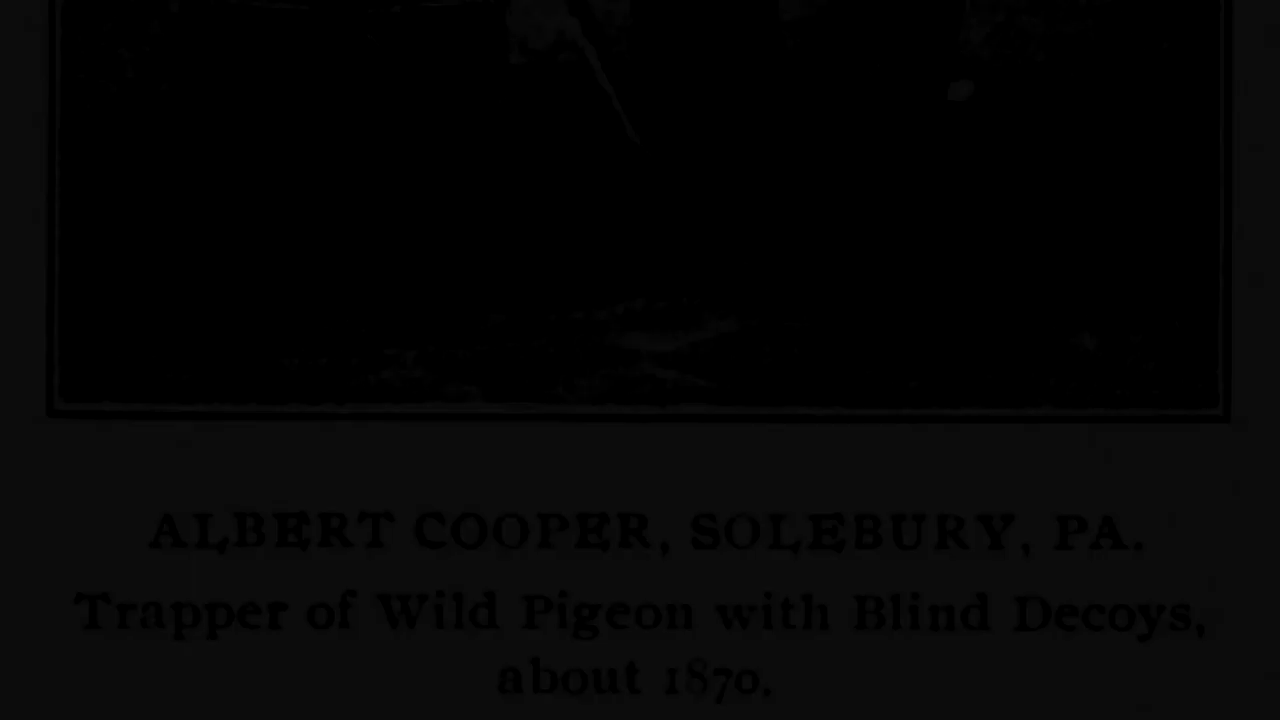 ALBERT COOPER, SOLEBURY, PA.
Trapper of Wild Pigeon with Blind Decoys,
about 1870.